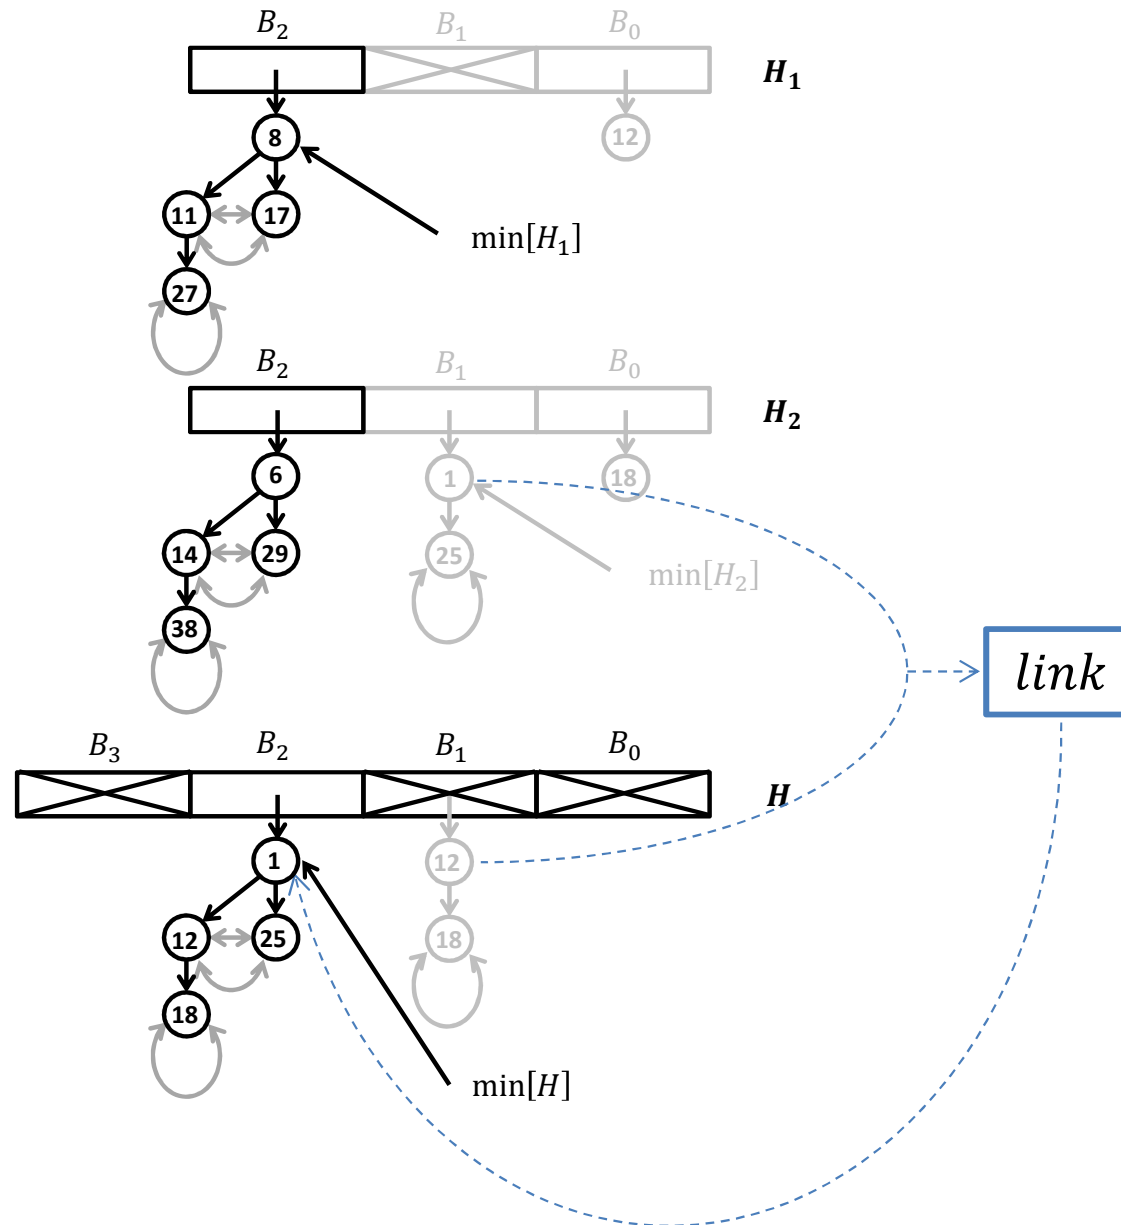 B₂ B₁ B₀
H₁
8 12
11 17
min[H₁]
27
B₂ B₁ B₀
H₂
6 1 18
14 29 25
min[H₂]
38
link
B₃ B₂ B₁ B₀
H
1 12
12 25 18
18
min[H]